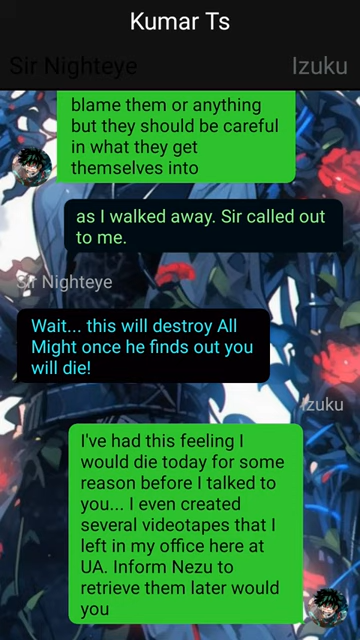 Kumar Ts
Sir Nighteye
Izuku
blame them or anything
but they should be careful
in what they get
themselves into
as I walked away. Sir called out
to me.
Sir Nighteye
Wait... this will destroy All
Might once he finds out you
will die!
Izuku
I've had this feeling I
would die today for some
reason before I talked to
you... I even created
several videotapes that I
left in my office here at
UA. Inform Nezu to
retrieve them later would
you